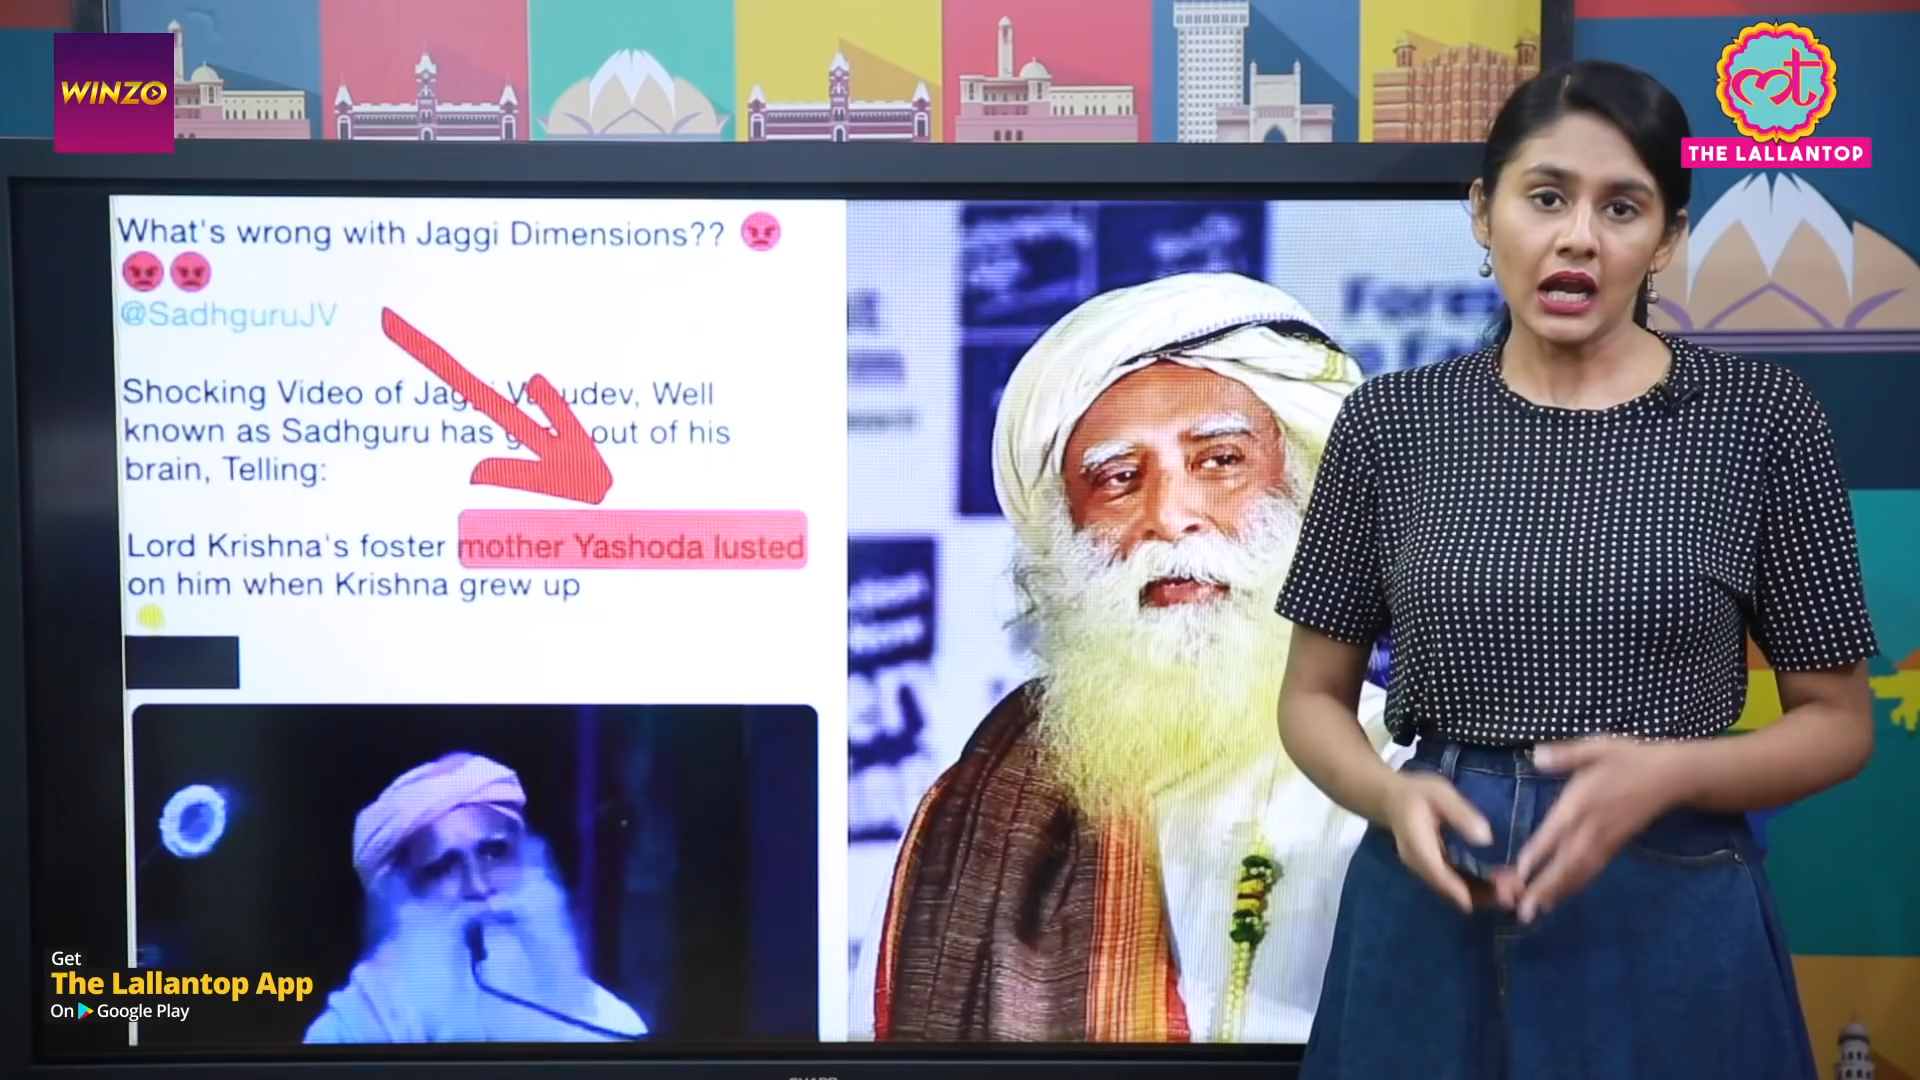 WINZO
THE LALLANTOP
What's wrong with Jaggi Dimensions??
@SadhguruJV
Shocking Video of Jaggi Vasudev, Well
known as Sadhguru has out of his
brain, Telling:
Lord Krishna's foster mother Yashoda lusted
on him when Krishna grew up
Get
The Lallantop App
On Google Play